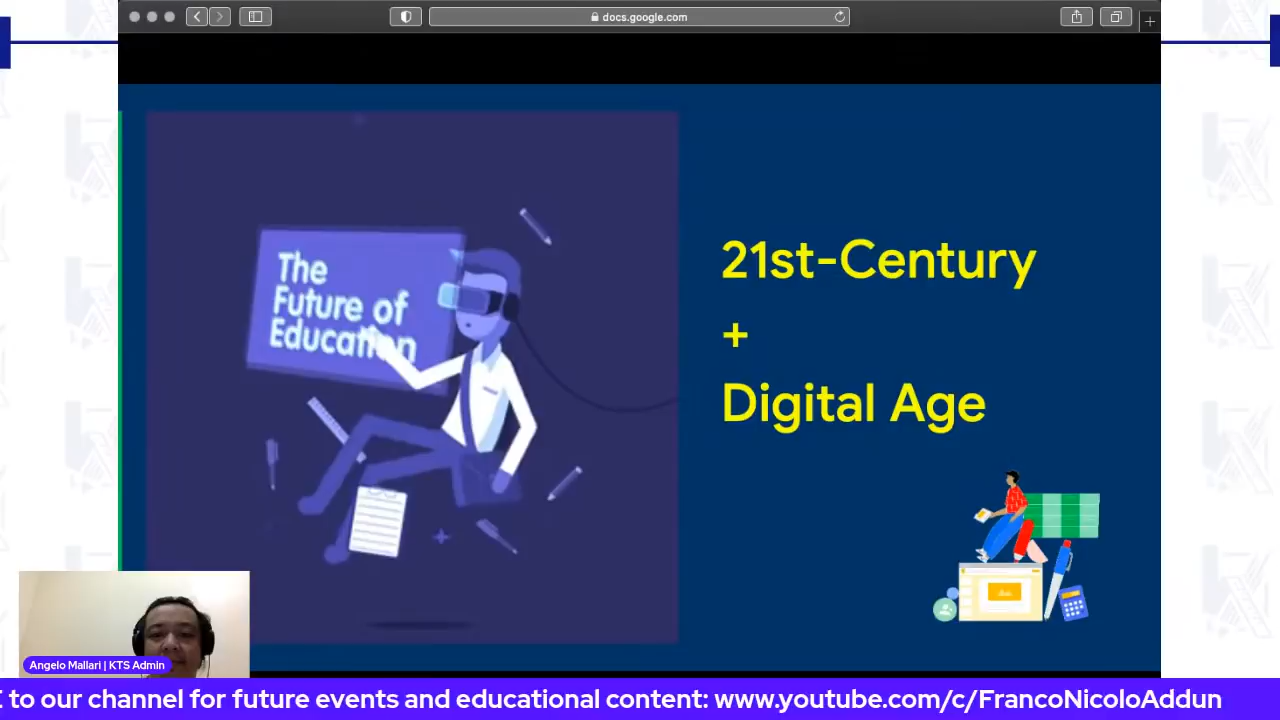 docs.google.com
The
Future of
Education
21st-Century
+
Digital Age
Angelo Mallari | KTS Admin
to our channel for future events and educational content: www.youtube.com/c/FrancoNicoloAddun